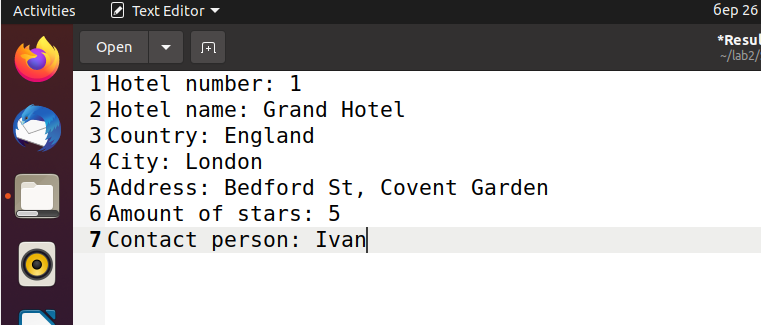 Activities Text Editor бер 26
Open *Resul
~/lab2/
1 Hotel number: 1
2 Hotel name: Grand Hotel
3 Country: England
4 City: London
5 Address: Bedford St, Covent Garden
6 Amount of stars: 5
7 Contact person: Ivan